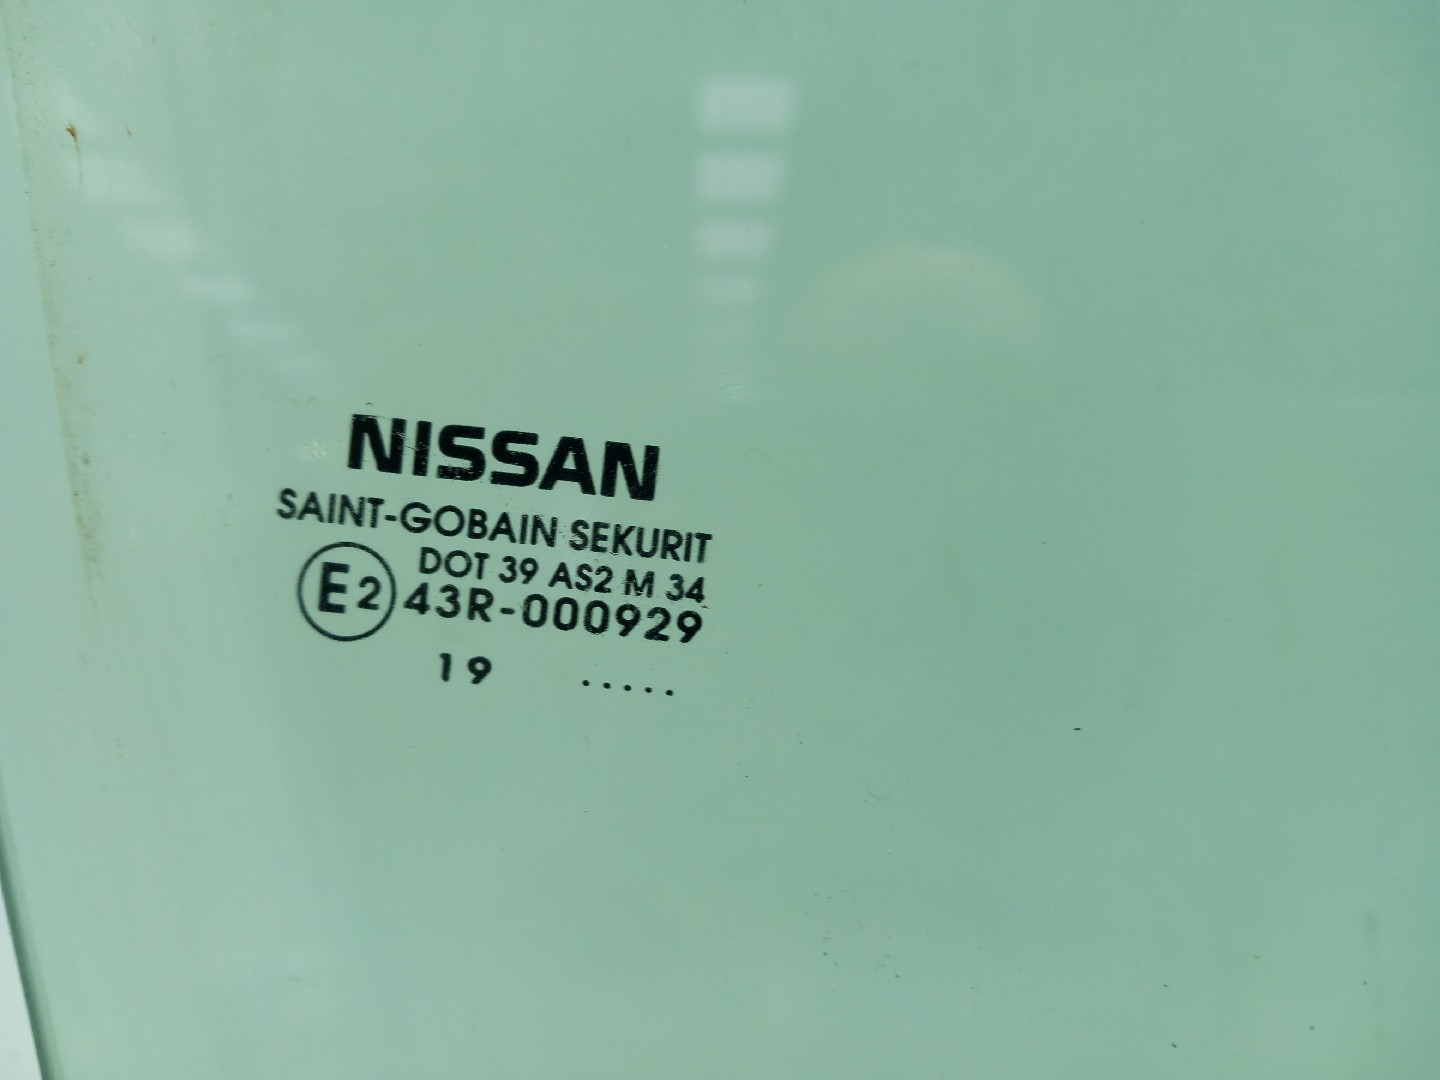 NISSAN
SAINT-GOBAIN SEKURIT
DOT 39 AS2 M 34
E2 43R-000929
19 .....